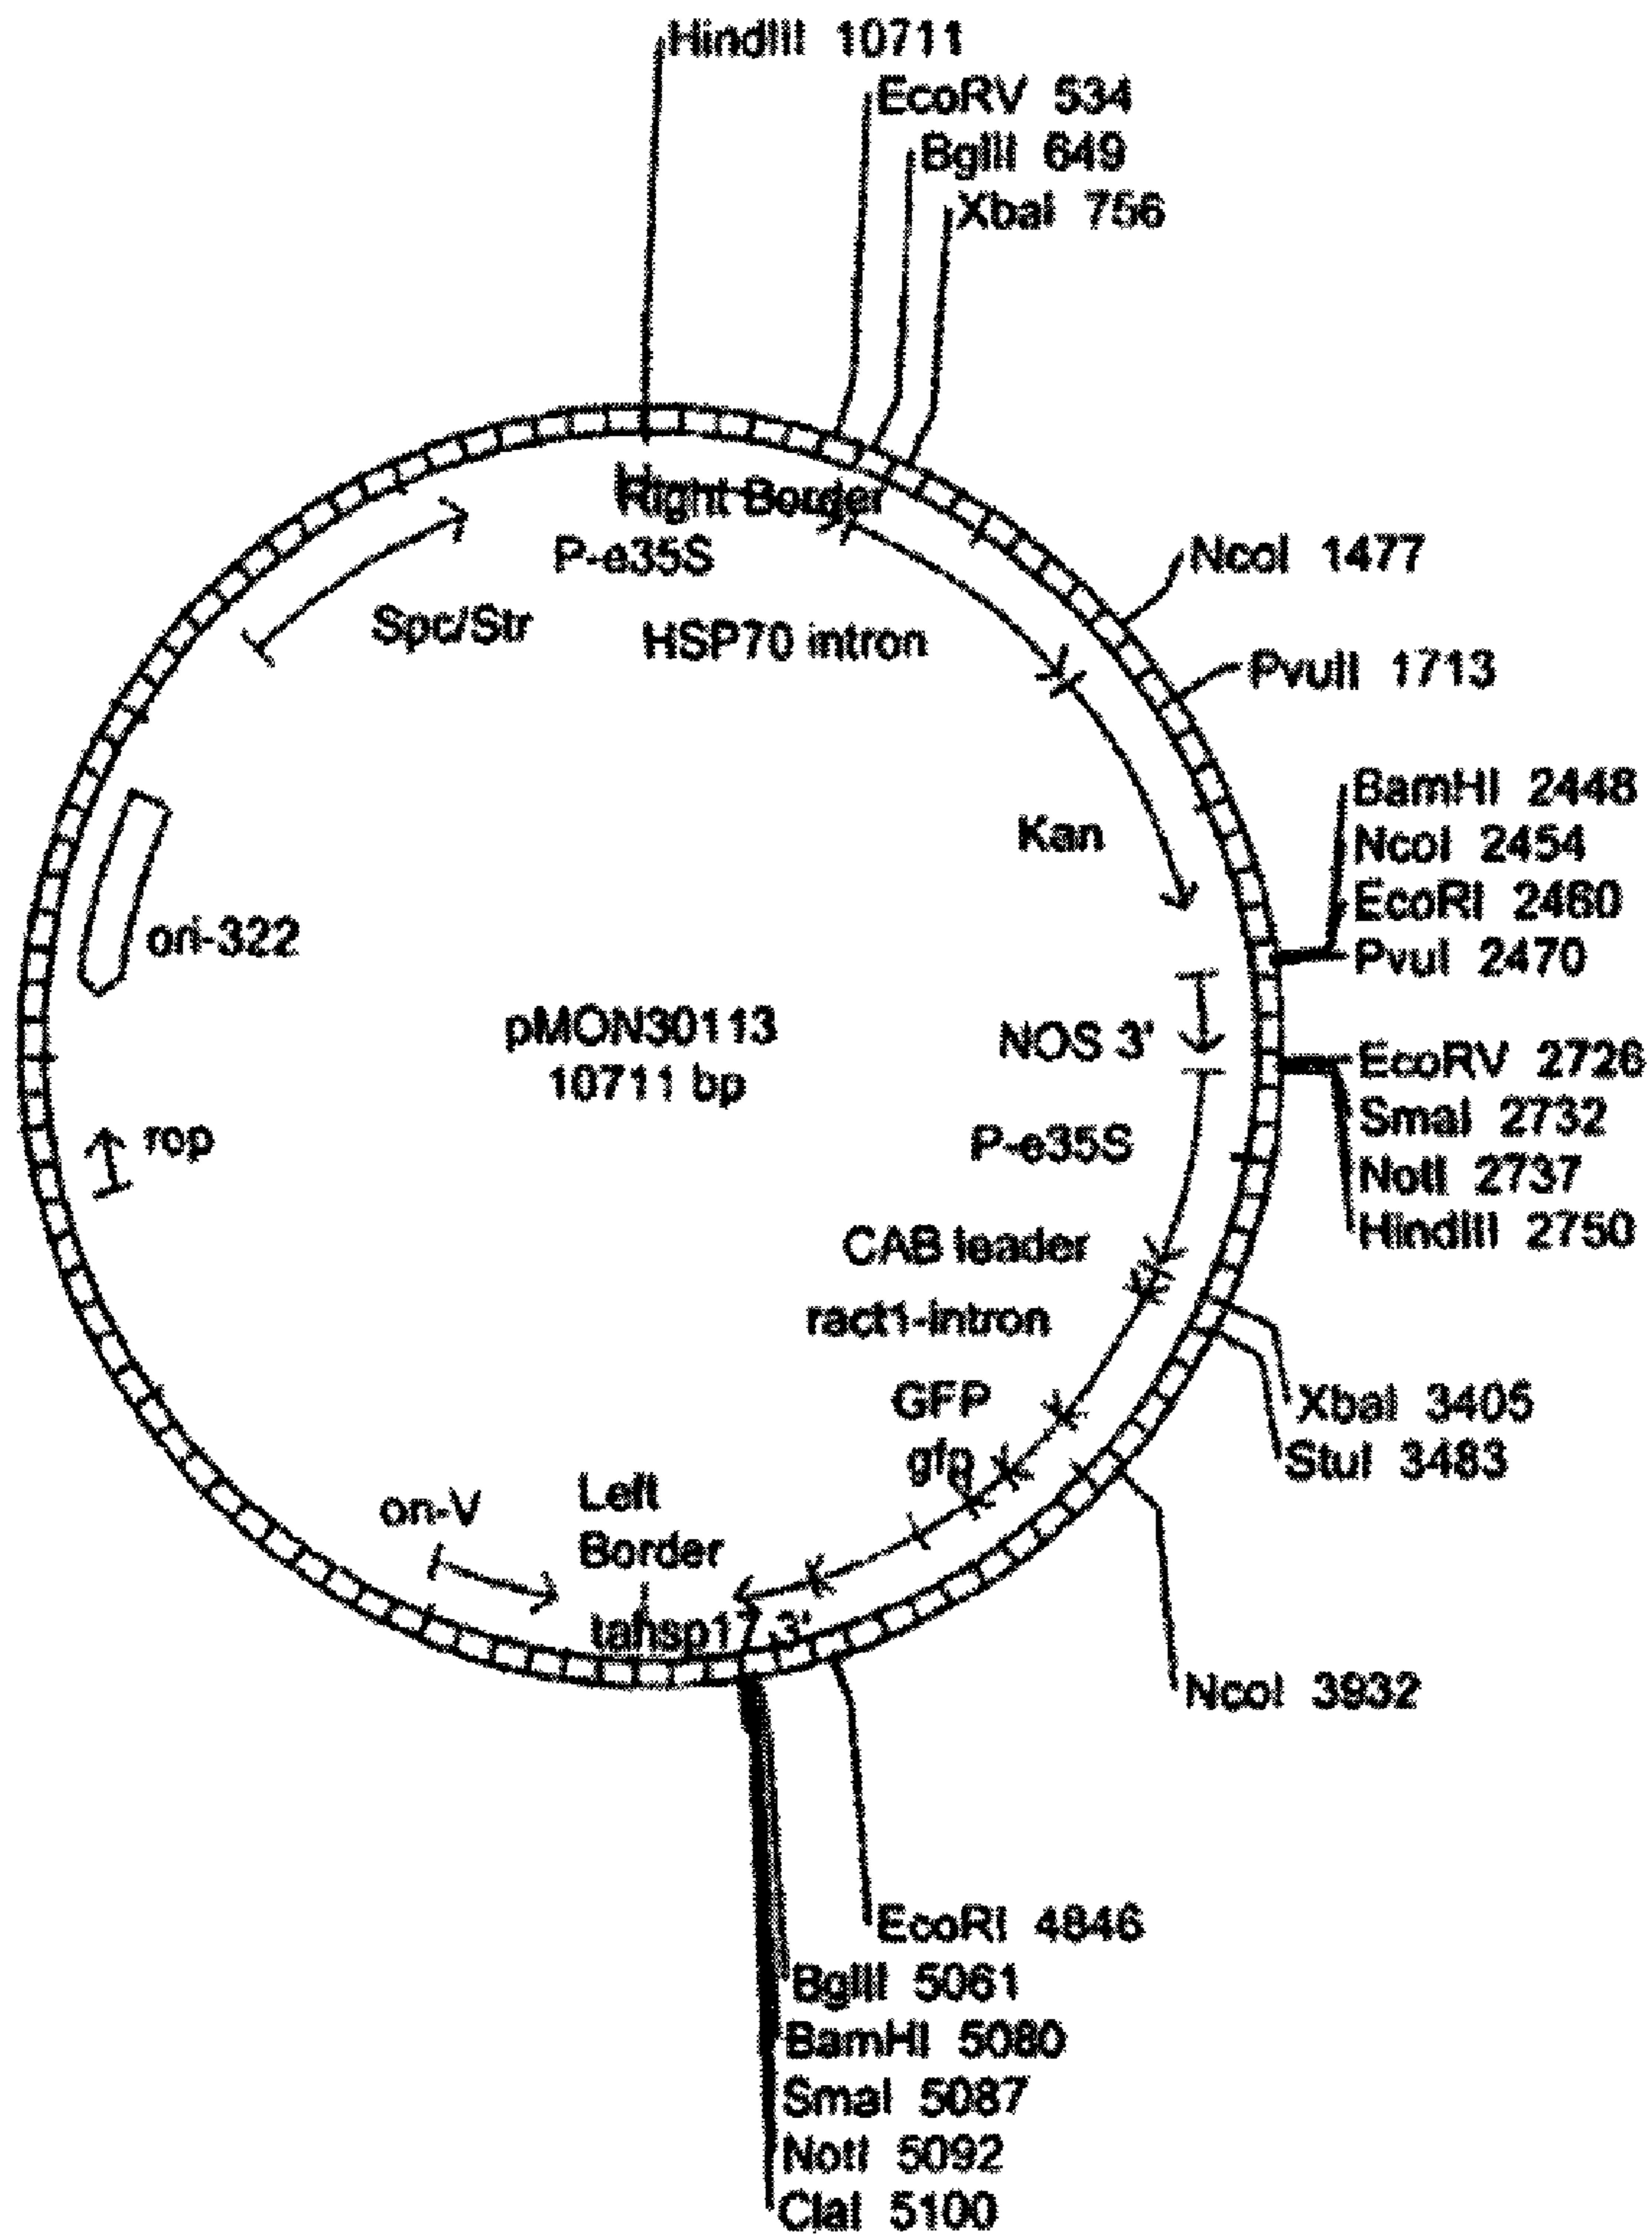 HindIII 10711
EcoRV 534
BglII 649
XbaI 756
Right Border
P-e35S
Spc/Str
HSP70 intron
NcoI 1477
PvuII 1713
Kan
BamHI 2448
NcoI 2454
EcoRI 2460
PvuI 2470
ori-322
pMON30113
10711 bp
NOS 3'
EcoRV 2726
SmaI 2732
NotI 2737
HindIII 2750
rop
P-e35S
CAB leader
ract1-intron
GFP
gfp
XbaI 3405
StuI 3483
on-V
Left
Border
tahsp17 3'
NcoI 3932
EcoRI 4846
BglII 5061
BamHI 5080
SmaI 5087
NotI 5092
ClaI 5100